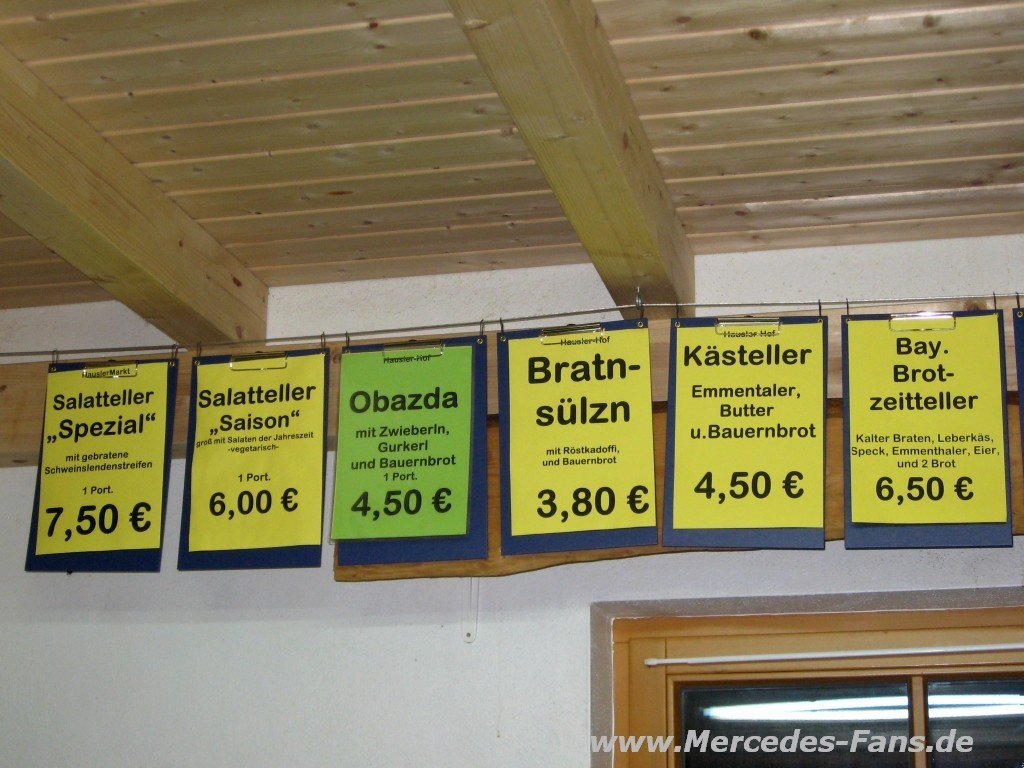 HauslerMarkt
Salatteller
„Spezial“
mit gebratene
Schweinslendenstreifen
1 Port.
7,50 €
Salatteller
„Saison“
groß mit Salaten der Jahreszeit
-vegetarisch-
1 Port.
6,00 €
Hausler Hof
Obazda
mit Zwieberln,
Gurkerl
und Bauernbrot
1 Port.
4,50 €
Hausler Hof
Bratn-
sülzn
mit Röstkadoffi,
und Bauernbrot
3,80 €
Hausler Hof
Kästeller
Emmentaler,
Butter
u.Bauernbrot
4,50 €
Bay.
Brot-
zeitteller
Kalter Braten, Leberkäs,
Speck, Emmenthaler, Eier,
und 2 Brot
6,50 €
www.Mercedes-Fans.de